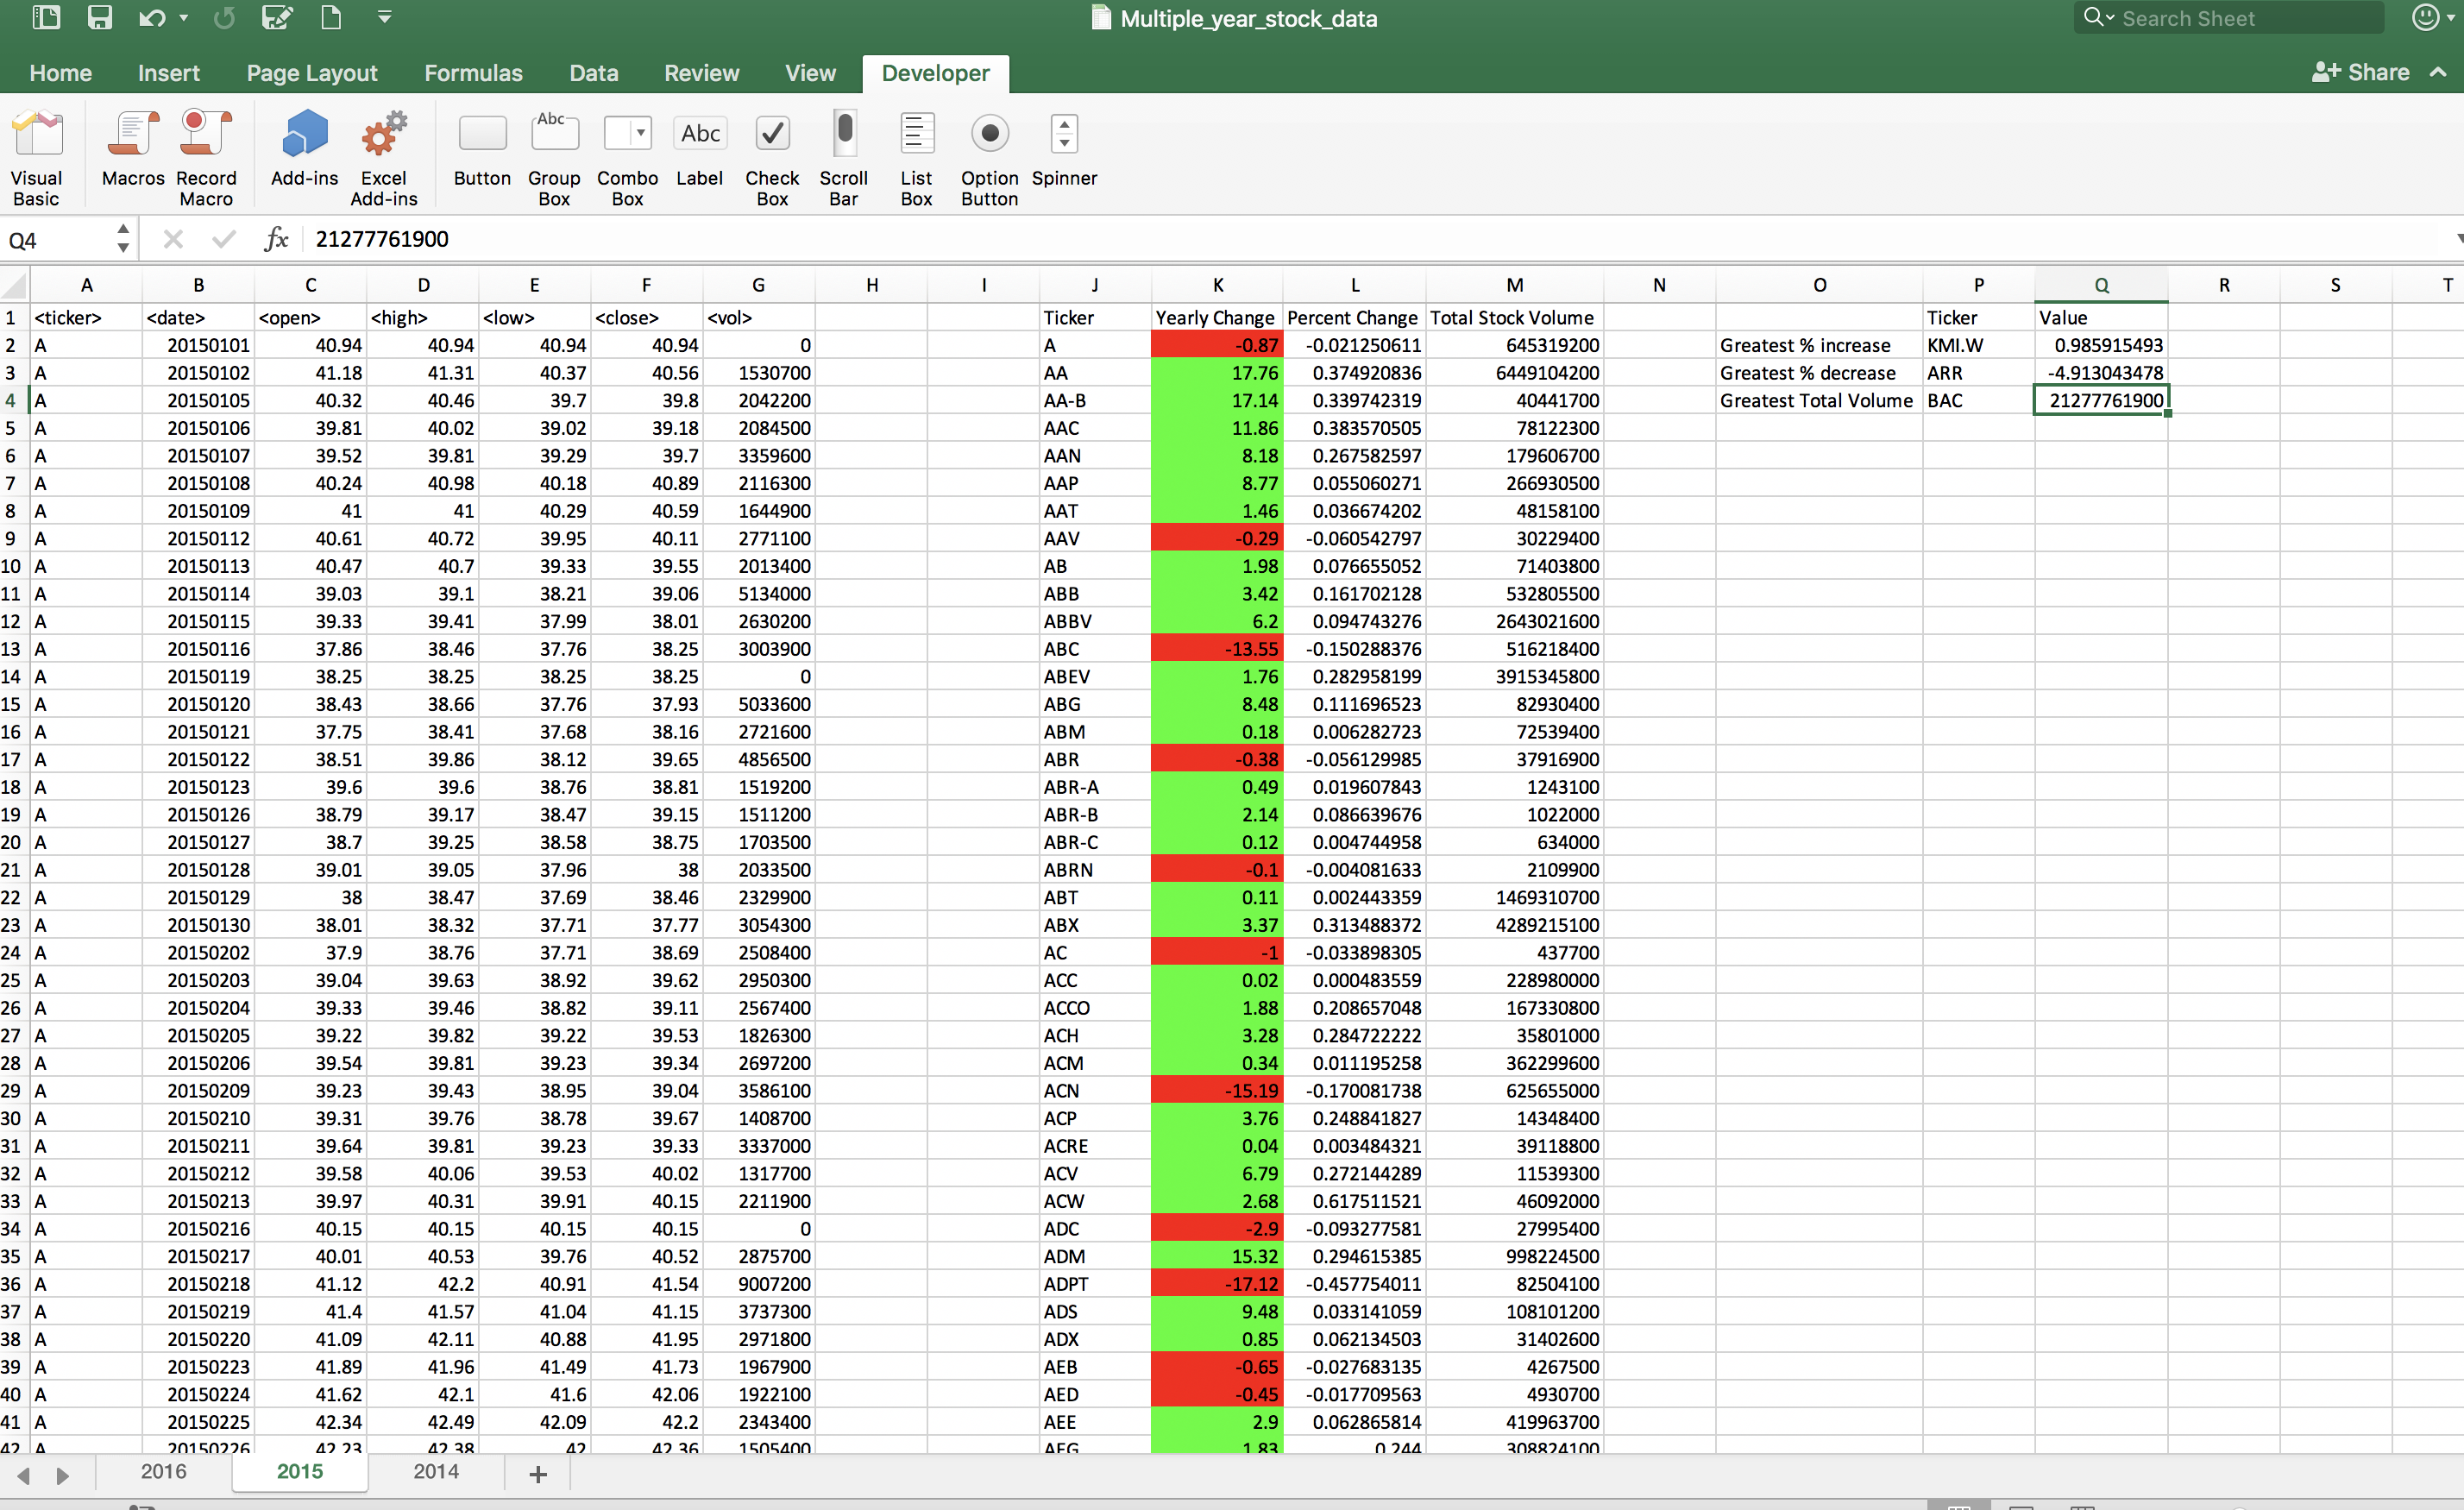 Multiple_year_stock_data
Search Sheet
Home Insert Page Layout Formulas Data Review View Developer Share
Abc Abc
Visual Basic Macros Record Macro Add-ins Excel Add-ins Button Group Box Combo Box Label Check Box Scroll Bar List Box Option Button Spinner
Q4 fx 21277761900
A B C D E F G H I J K L M N O P Q R S T
1 <ticker> <date> <open> <high> <low> <close> <vol> Ticker Yearly Change Percent Change Total Stock Volume Ticker Value
2 A 20150101 40.94 40.94 40.94 40.94 0 A -0.87 -0.021250611 645319200 Greatest % increase KMI.W 0.985915493
3 A 20150102 41.18 41.31 40.37 40.56 1530700 AA 17.76 0.374920836 6449104200 Greatest % decrease ARR -4.913043478
4 A 20150105 40.32 40.46 39.7 39.8 2042200 AA-B 17.14 0.339742319 40441700 Greatest Total Volume BAC 21277761900
5 A 20150106 39.81 40.02 39.02 39.18 2084500 AAC 11.86 0.383570505 78122300
6 A 20150107 39.52 39.81 39.29 39.7 3359600 AAN 8.18 0.267582597 179606700
7 A 20150108 40.24 40.98 40.18 40.89 2116300 AAP 8.77 0.055060271 266930500
8 A 20150109 41 41 40.29 40.59 1644900 AAT 1.46 0.036674202 48158100
9 A 20150112 40.61 40.72 39.95 40.11 2771100 AAV -0.29 -0.060542797 30229400
10 A 20150113 40.47 40.7 39.33 39.55 2013400 AB 1.98 0.076655052 71403800
11 A 20150114 39.03 39.1 38.21 39.06 5134000 ABB 3.42 0.161702128 532805500
12 A 20150115 39.33 39.41 37.99 38.01 2630200 ABBV 6.2 0.094743276 2643021600
13 A 20150116 37.86 38.46 37.76 38.25 3003900 ABC -13.55 -0.150288376 516218400
14 A 20150119 38.25 38.25 38.25 38.25 0 ABEV 1.76 0.282958199 3915345800
15 A 20150120 38.43 38.66 37.76 37.93 5033600 ABG 8.48 0.111696523 82930400
16 A 20150121 37.75 38.41 37.68 38.16 2721600 ABM 0.18 0.006282723 72539400
17 A 20150122 38.51 39.86 38.12 39.65 4856500 ABR -0.38 -0.056129985 37916900
18 A 20150123 39.6 39.6 38.76 38.81 1519200 ABR-A 0.49 0.019607843 1243100
19 A 20150126 38.79 39.17 38.47 39.15 1511200 ABR-B 2.14 0.086639676 1022000
20 A 20150127 38.7 39.25 38.58 38.75 1703500 ABR-C 0.12 0.004744958 634000
21 A 20150128 39.01 39.05 37.96 38 2033500 ABRN -0.1 -0.004081633 2109900
22 A 20150129 38 38.47 37.69 38.46 2329900 ABT 0.11 0.002443359 1469310700
23 A 20150130 38.01 38.32 37.71 37.77 3054300 ABX 3.37 0.313488372 4289215100
24 A 20150202 37.9 38.76 37.71 38.69 2508400 AC -1 -0.033898305 437700
25 A 20150203 39.04 39.63 38.92 39.62 2950300 ACC 0.02 0.000483559 228980000
26 A 20150204 39.33 39.46 38.82 39.11 2567400 ACCO 1.88 0.208657048 167330800
27 A 20150205 39.22 39.82 39.22 39.53 1826300 ACH 3.28 0.284722222 35801000
28 A 20150206 39.54 39.81 39.23 39.34 2697200 ACM 0.34 0.011195258 362299600
29 A 20150209 39.23 39.43 38.95 39.04 3586100 ACN -15.19 -0.170081738 625655000
30 A 20150210 39.31 39.76 38.78 39.67 1408700 ACP 3.76 0.248841827 14348400
31 A 20150211 39.64 39.81 39.23 39.33 3337000 ACRE 0.04 0.003484321 39118800
32 A 20150212 39.58 40.06 39.53 40.02 1317700 ACV 6.79 0.272144289 11539300
33 A 20150213 39.97 40.31 39.91 40.15 2211900 ACW 2.68 0.617511521 46092000
34 A 20150216 40.15 40.15 40.15 40.15 0 ADC -2.9 -0.093277581 27995400
35 A 20150217 40.01 40.53 39.76 40.52 2875700 ADM 15.32 0.294615385 998224500
36 A 20150218 41.12 42.2 40.91 41.54 9007200 ADPT -17.12 -0.457754011 82504100
37 A 20150219 41.4 41.57 41.04 41.15 3737300 ADS 9.48 0.033141059 108101200
38 A 20150220 41.09 42.11 40.88 41.95 2971800 ADX 0.85 0.062134503 31402600
39 A 20150223 41.89 41.96 41.49 41.73 1967900 AEB -0.65 -0.027683135 4267500
40 A 20150224 41.62 42.1 41.6 42.06 1922100 AED -0.45 -0.017709563 4930700
41 A 20150225 42.34 42.49 42.09 42.2 2343400 AEE 2.9 0.062865814 419963700
42 A 20150226 42.23 42.38 42 42.36 1505400 AEG 1.83 0.244 308824100
2016 2015 2014